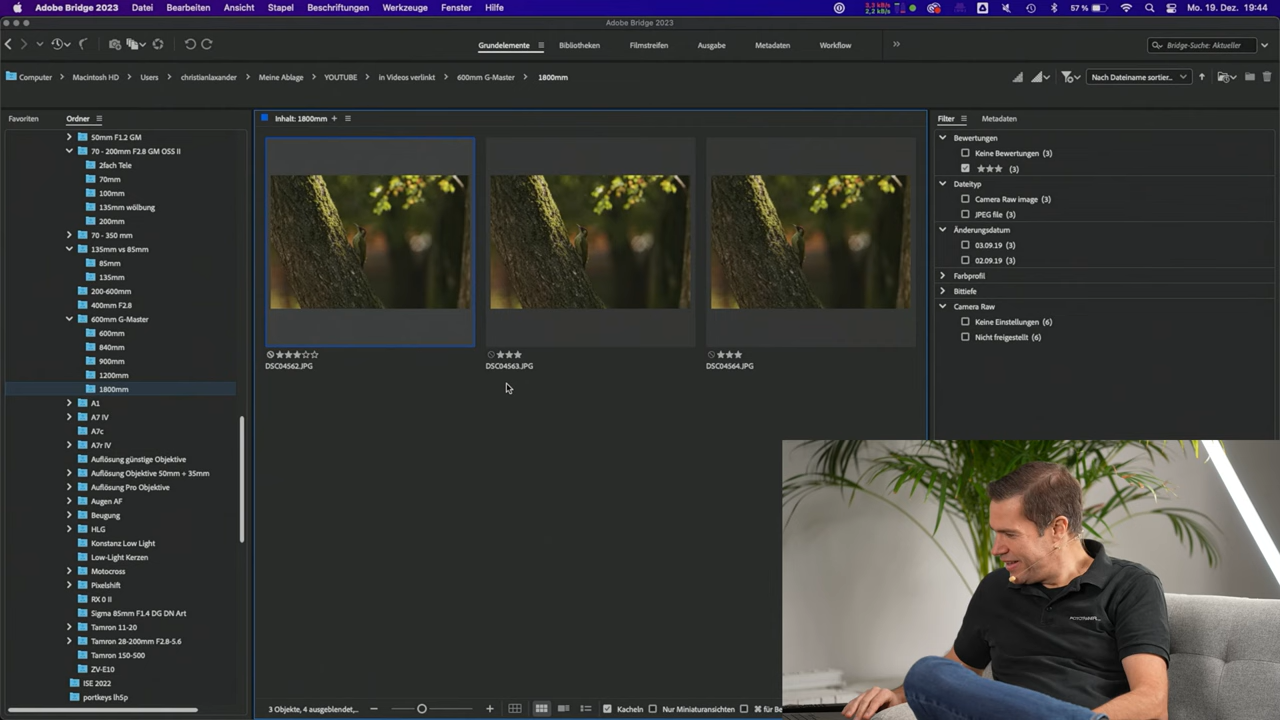 Adobe Bridge 2023 Datei Bearbeiten Ansicht Stapel Beschriftungen Werkzeuge Fenster Hilfe
3,3 kB/s
2,2 kB/s
57 %
Mo. 19. Dez. 19:44
Adobe Bridge 2023
Grundelemente Bibliotheken Filmstreifen Ausgabe Metadaten Workflow
Bridge-Suche: Aktueller
Computer Macintosh HD Users christianlaxander Meine Ablage YOUTUBE in Videos verlinkt 600mm G-Master 1800mm
Nach Dateiname sortier...
Favoriten
Ordner
50mm F1.2 GM
70 - 200mm F2.8 GM OSS II
2fach Tele
70mm
100mm
135mm wölbung
200mm
70 - 350 mm
135mm vs 85mm
85mm
135mm
200-600mm
400mm F2.8
600mm G-Master
600mm
840mm
900mm
1200mm
1800mm
A1
A7 IV
A7c
A7r IV
Auflösung günstige Objektive
Auflösung Objektive 50mm + 35mm
Auflösung Pro Objektive
Augen AF
Beugung
HLG
Konstanz Low Light
Low-Light Kerzen
Motocross
Pixelshift
RX 0 II
Sigma 85mm F1.4 DG DN Art
Tamron 11-20
Tamron 28-200mm F2.8-5.6
Tamron 150-500
ZV-E10
ISE 2022
portkeys lh5p
Inhalt: 1800mm
DSC04562.JPG
DSC04563.JPG
DSC04564.JPG
3 Objekte, 4 ausgeblendet,...
Kacheln
Nur Miniaturansichten
⌘ für Be
Filter
Metadaten
Bewertungen
Keine Bewertungen (3)
(3)
Dateityp
Camera Raw image (3)
JPEG file (3)
Änderungsdatum
03.09.19 (3)
02.09.19 (3)
Farbprofil
Bittiefe
Camera Raw
Keine Einstellungen (6)
Nicht freigestellt (6)